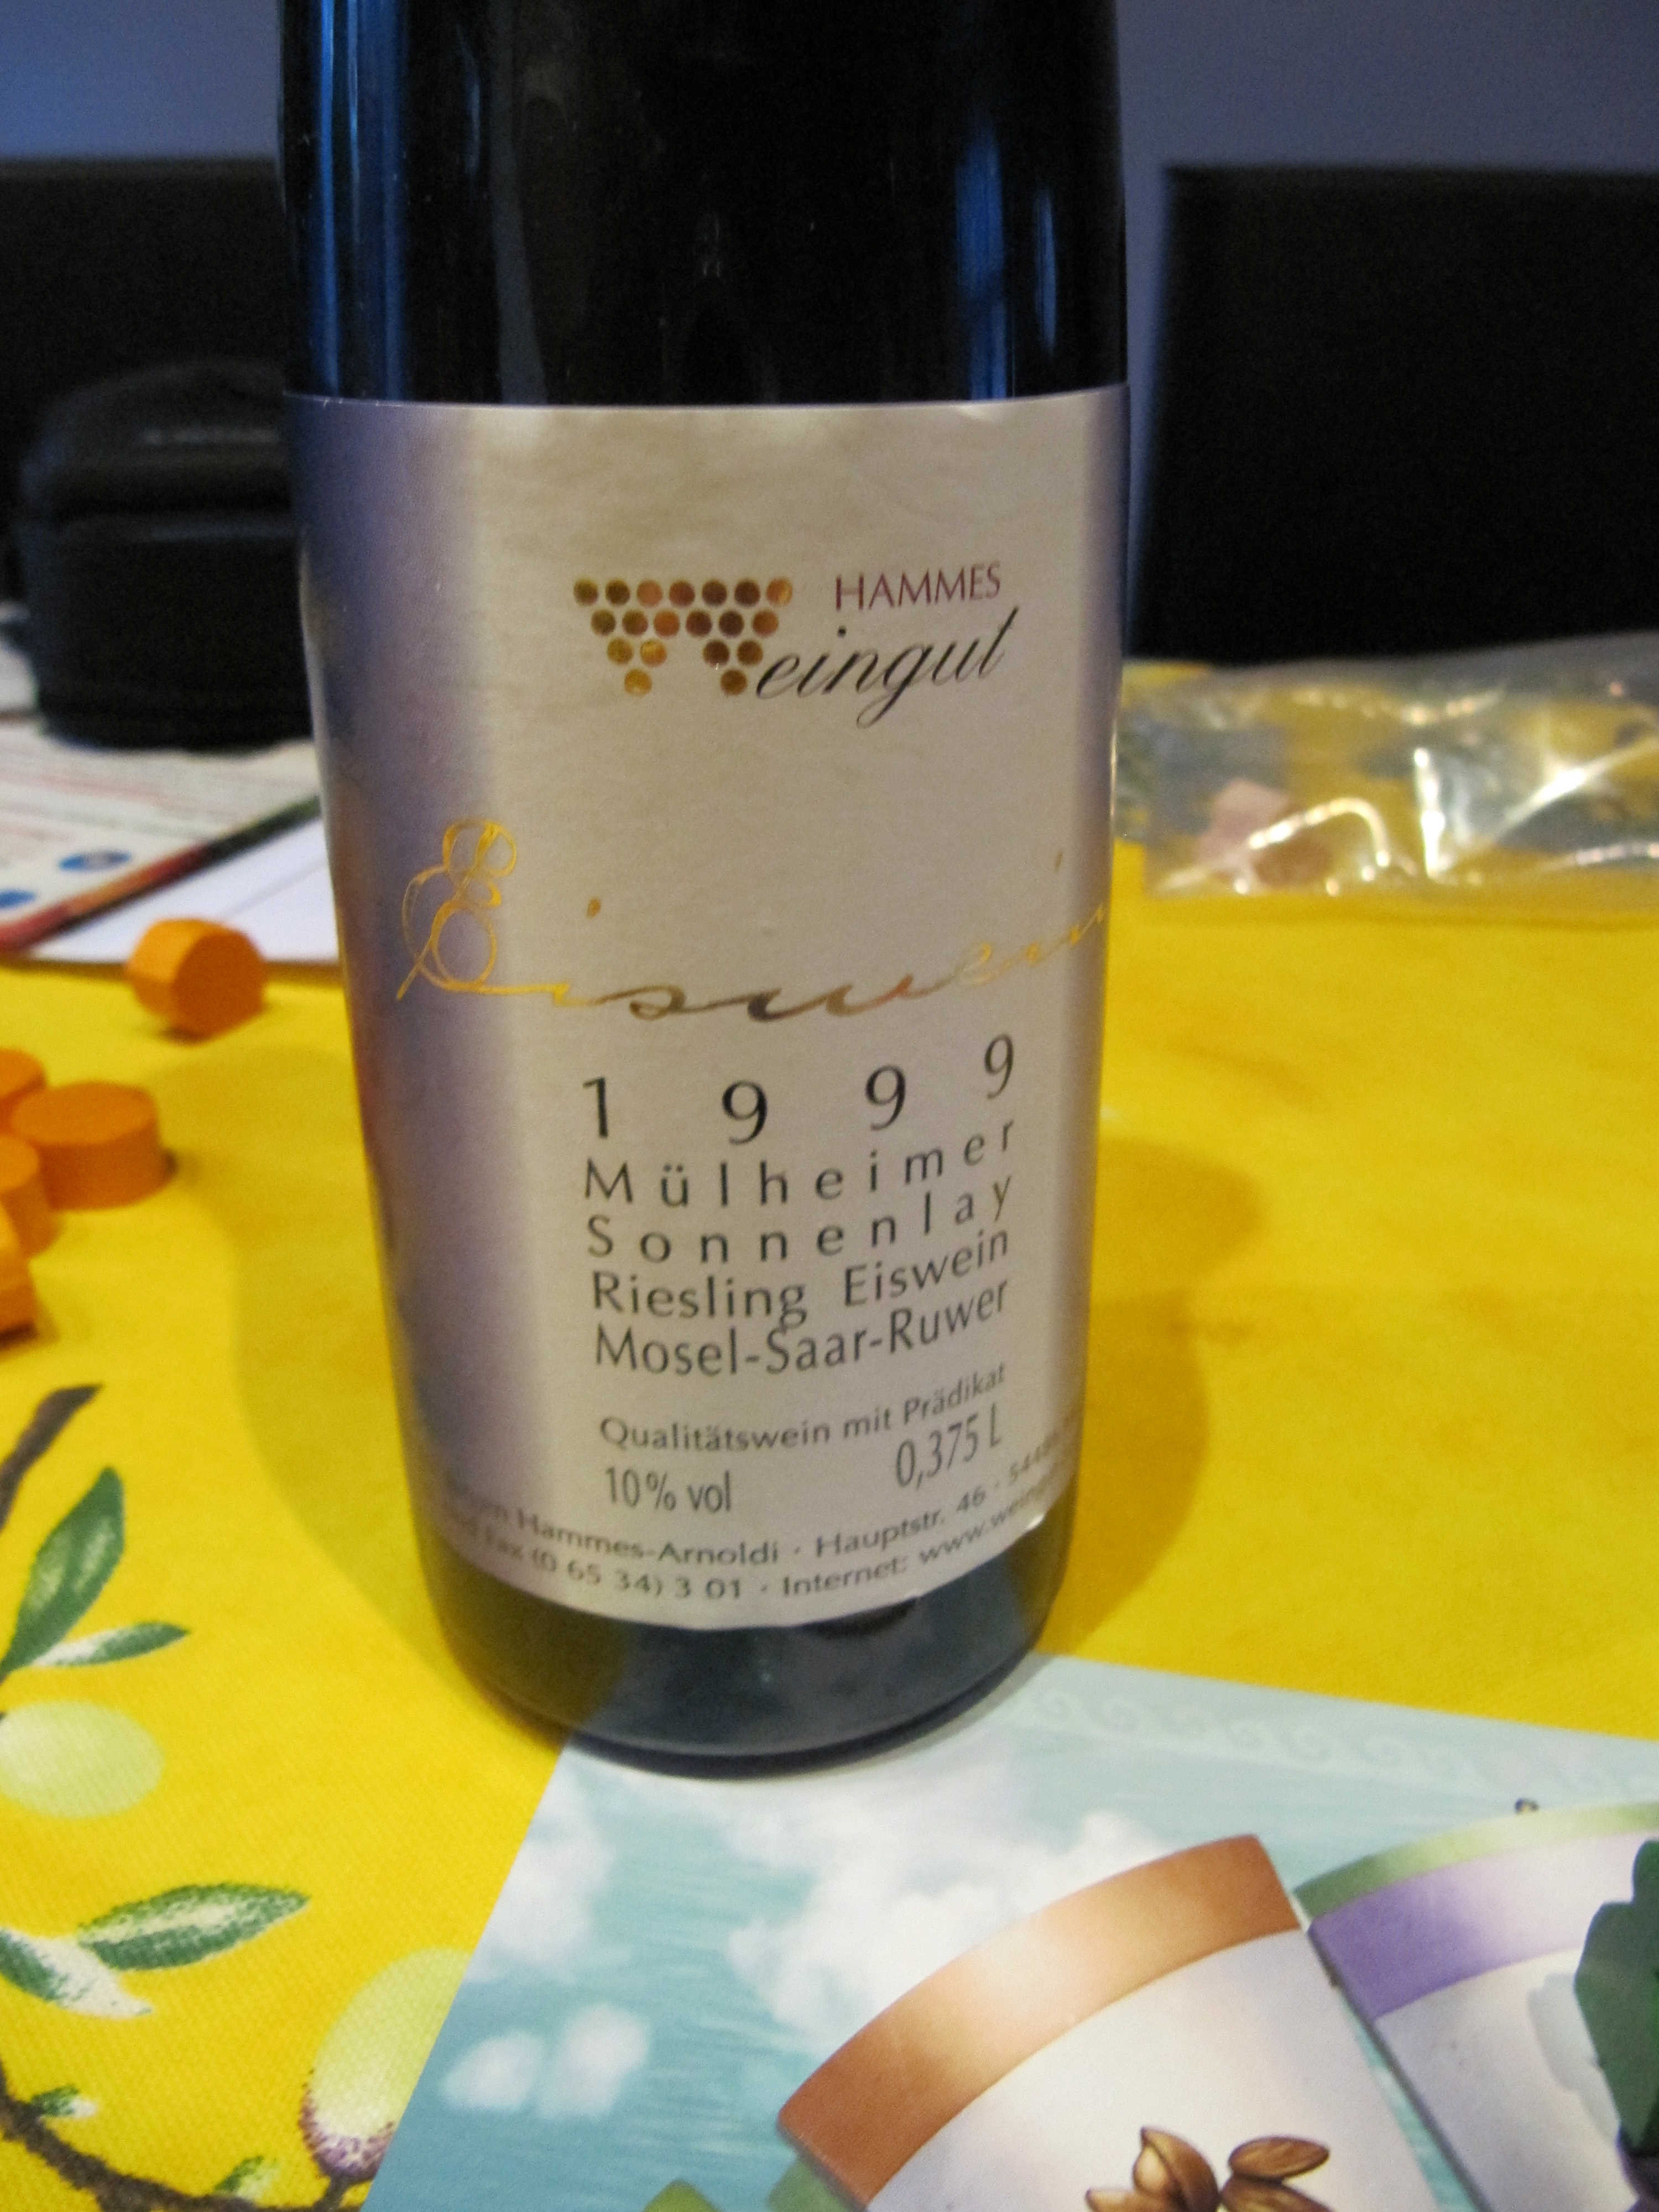 HAMMES
Weingut
Eiswein
1999
Mülheimer
Sonnenlay
Riesling Eiswein
Mosel-Saar-Ruwer
Qualitätswein mit Prädikat
10% vol 0,375 L
Hammes-Arnoldi · Hauptstr. 46 ·
Fax (0 65 34) 3 01 · Internet: